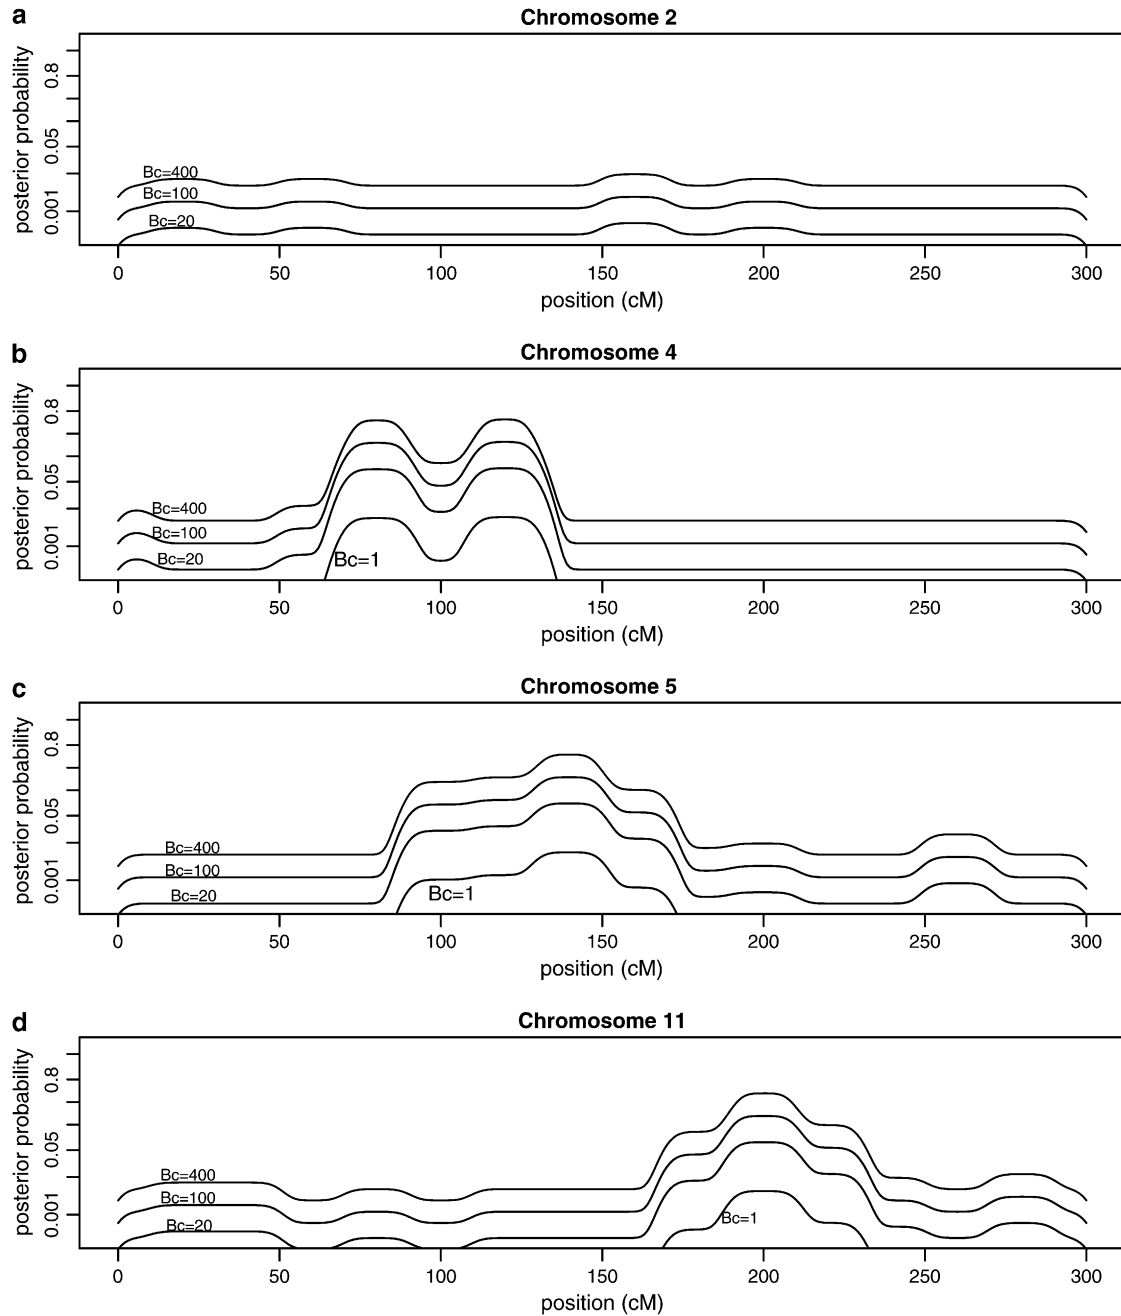 a
Chromosome 2
posterior probability
0.8
0.05
0.001
Bc=400
Bc=100
Bc=20
0 50 100 150 200 250 300
position (cM)
b
Chromosome 4
posterior probability
0.8
0.05
0.001
Bc=400
Bc=100
Bc=20
Bc=1
0 50 100 150 200 250 300
position (cM)
c
Chromosome 5
posterior probability
0.8
0.05
0.001
Bc=400
Bc=100
Bc=20
Bc=1
0 50 100 150 200 250 300
position (cM)
d
Chromosome 11
posterior probability
0.8
0.05
0.001
Bc=400
Bc=100
Bc=20
Bc=1
0 50 100 150 200 250 300
position (cM)